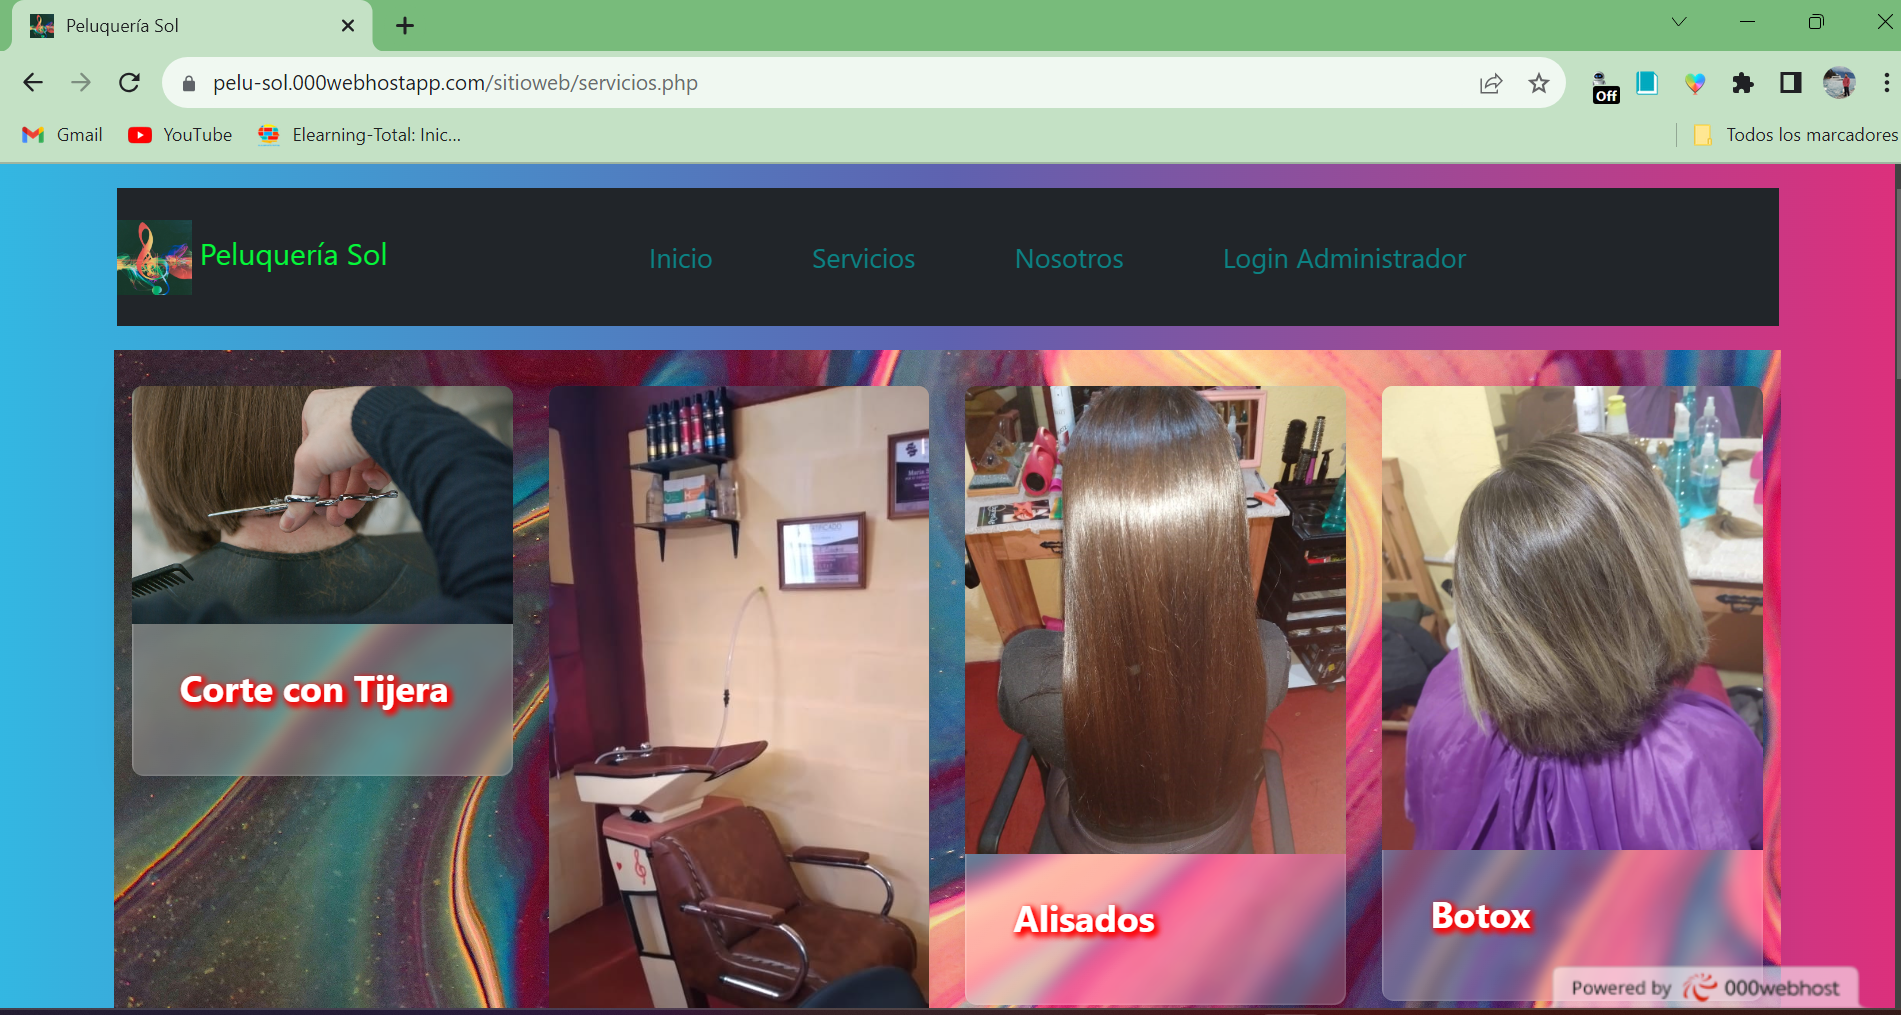 Peluquería Sol
pelu-sol.000webhostapp.com/sitioweb/servicios.php
Off
Gmail
YouTube
Elearning-Total: Inic...
Todos los marcadores
Peluquería Sol
Inicio
Servicios
Nosotros
Login Administrador
Corte con Tijera
Alisados
Botox
Powered by 000webhost